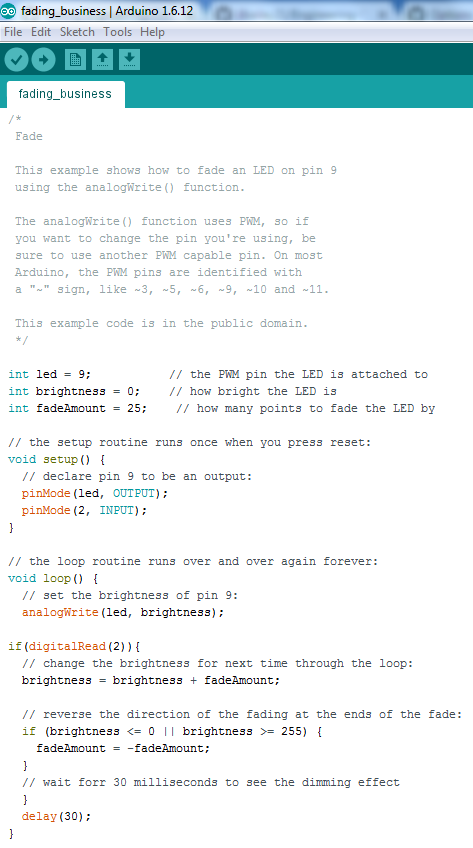 fading_business | Arduino 1.6.12
File Edit Sketch Tools Help
fading_business
/*
 Fade

 This example shows how to fade an LED on pin 9
 using the analogWrite() function.

 The analogWrite() function uses PWM, so if
 you want to change the pin you're using, be
 sure to use another PWM capable pin. On most
 Arduino, the PWM pins are identified with
 a "~" sign, like ~3, ~5, ~6, ~9, ~10 and ~11.

 This example code is in the public domain.
 */

int led = 9;           // the PWM pin the LED is attached to
int brightness = 0;    // how bright the LED is
int fadeAmount = 25;    // how many points to fade the LED by

// the setup routine runs once when you press reset:
void setup() {
  // declare pin 9 to be an output:
  pinMode(led, OUTPUT);
  pinMode(2, INPUT);
}

// the loop routine runs over and over again forever:
void loop() {
  // set the brightness of pin 9:
  analogWrite(led, brightness);

if(digitalRead(2)){
  // change the brightness for next time through the loop:
  brightness = brightness + fadeAmount;

  // reverse the direction of the fading at the ends of the fade:
  if (brightness <= 0 || brightness >= 255) {
    fadeAmount = -fadeAmount;
  }
  // wait forr 30 milliseconds to see the dimming effect
  }
  delay(30);
}